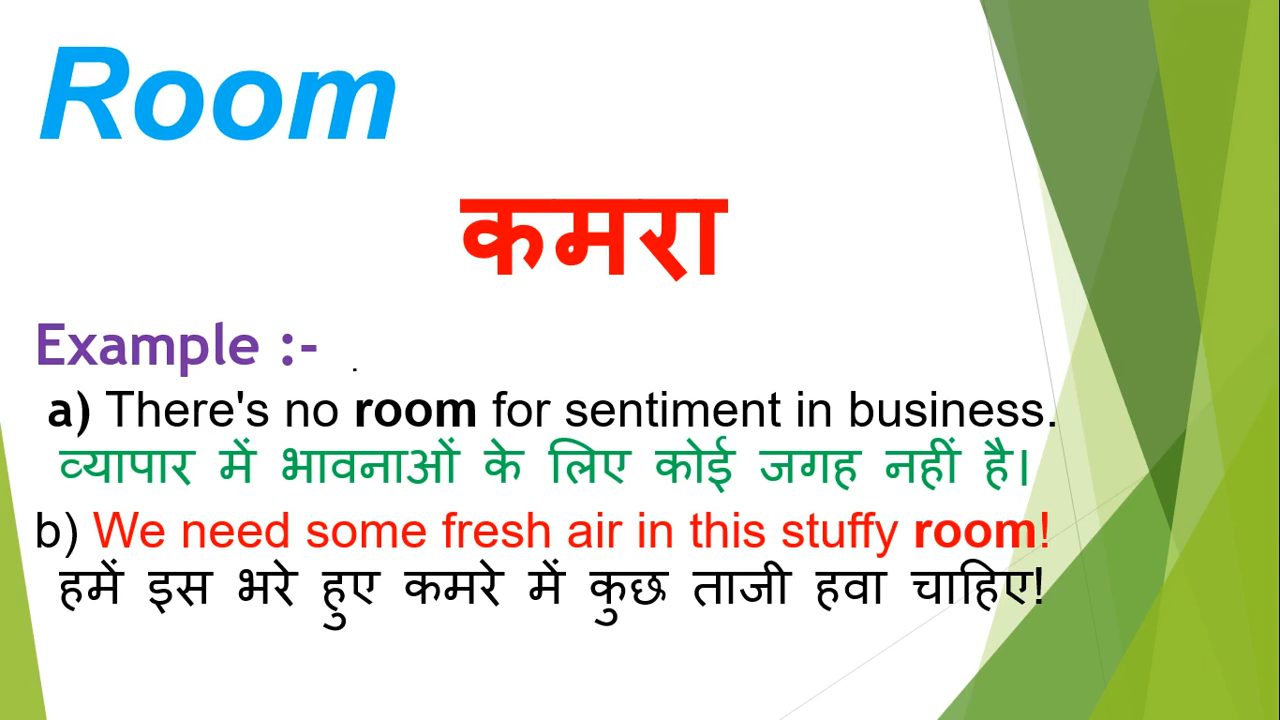 Room
कमरा
Example :- .
a) There's no room for sentiment in business.
व्यापार में भावनाओं के लिए कोई जगह नहीं है।
b) We need some fresh air in this stuffy room!
हमें इस भरे हुए कमरे में कुछ ताजी हवा चाहिए!